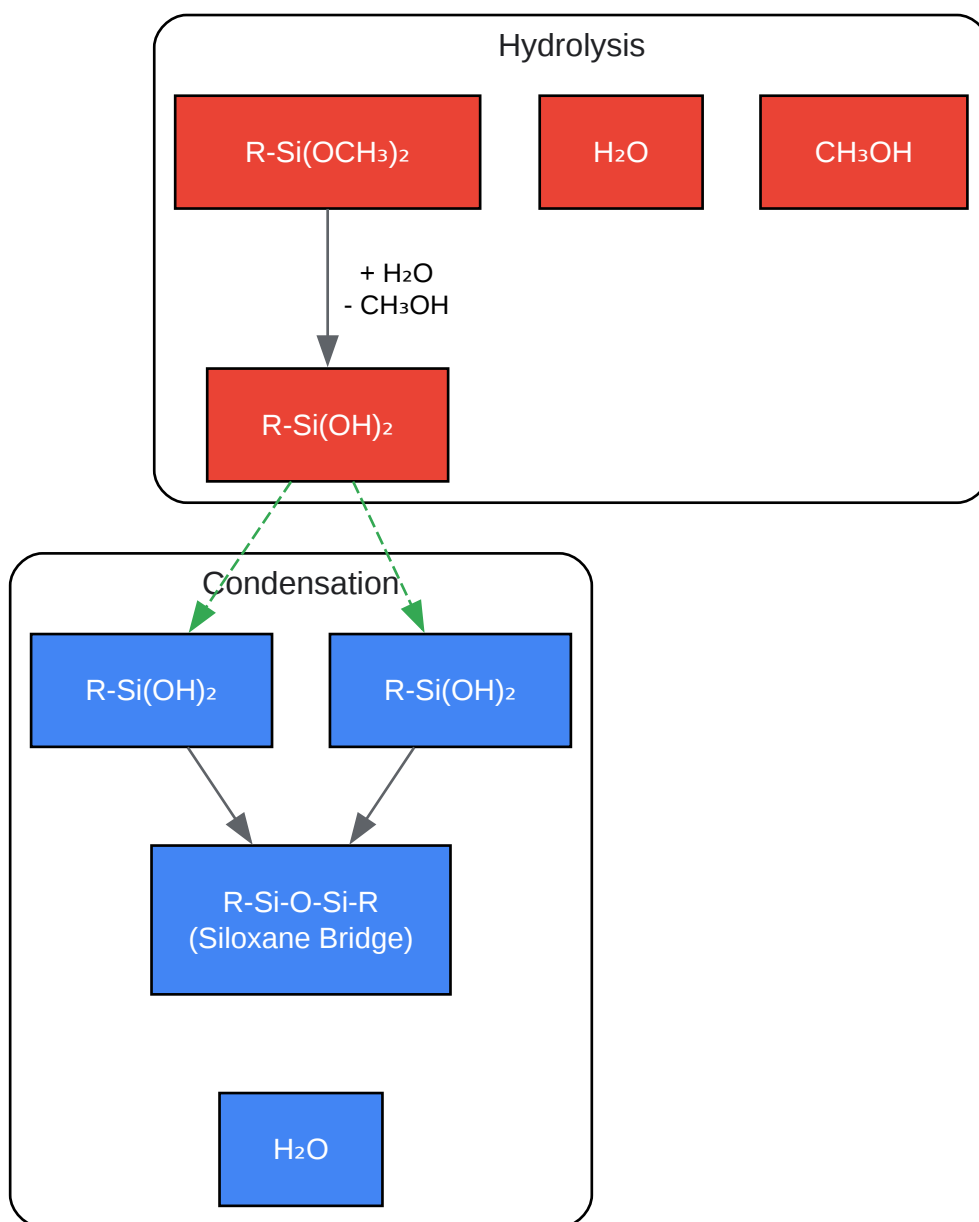 Hydrolysis
R-Si(OCH₃)₂
H₂O
CH₃OH
+ H₂O
- CH₃OH
R-Si(OH)₂
Condensation
R-Si(OH)₂
R-Si(OH)₂
R-Si-O-Si-R
(Siloxane Bridge)
H₂O